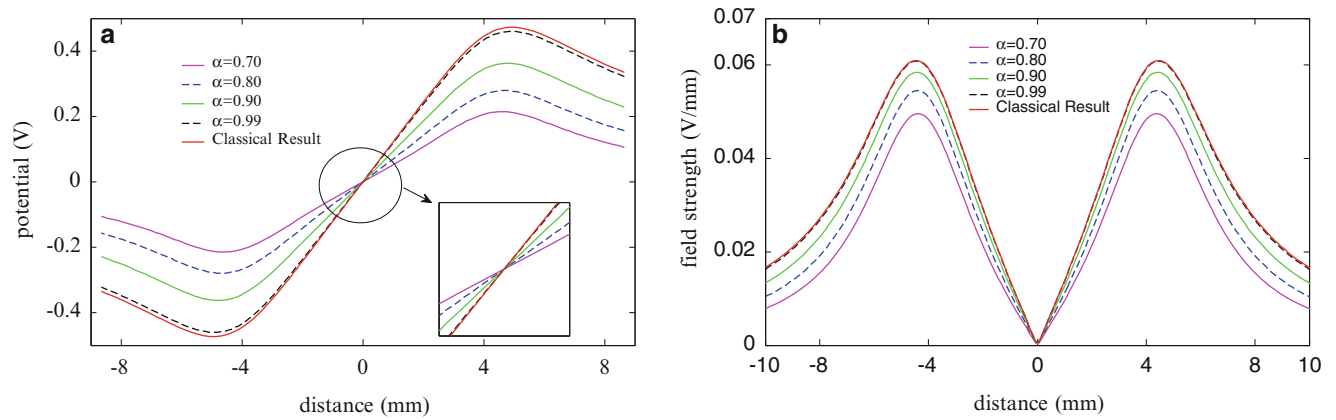 a
α=0.70
α=0.80
α=0.90
α=0.99
Classical Result
0.4
0.2
0
-0.2
-0.4
potential (V)
-8
-4
0
4
8
distance (mm)
b
α=0.70
α=0.80
α=0.90
α=0.99
Classical Result
0.07
0.06
0.04
0.02
0
field strength (V/mm)
-10
-8
-4
0
4
8
10
distance (mm)